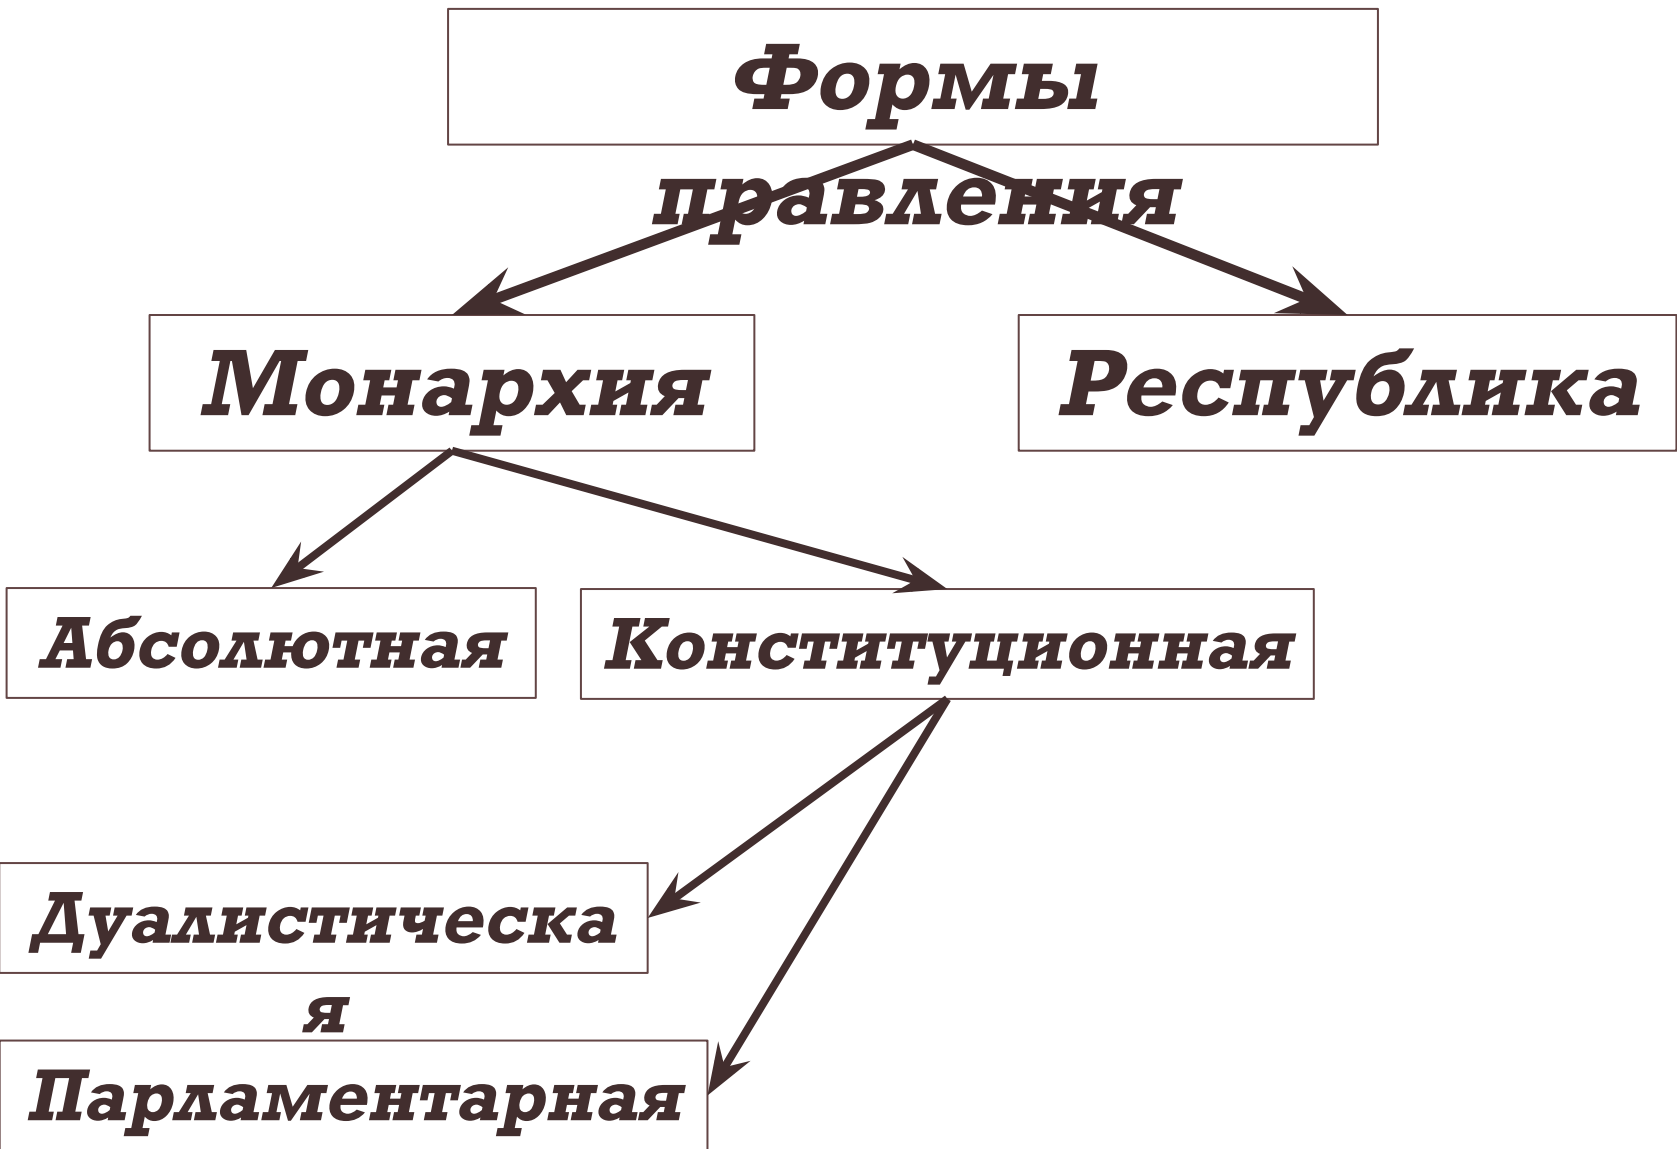 Формы
правления
Монархия
Республика
Абсолютная
Конституционная
Дуалистическа
я
Парламентарная